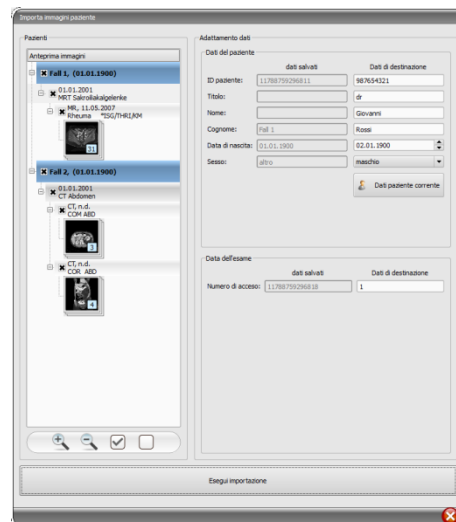 Importa immagini paziente
Pazienti
Anteprima immagini
Fall 1, (01.01.1900)
01.01.2001
MRT Sakroiliakalgelenke
MR, 11.05.2007
Rheuma *ISG/THRI/KM
31
Fall 2, (01.01.1900)
01.01.2001
CT Abdomen
CT, n.d.
COM ABD
3
CT, n.d.
COR ABD
4
Adattamento dati
Dati del paziente
dati salvati Dati di destinazione
ID paziente: 11788759296811 987654321
Titolo: dr
Nome: Giovanni
Cognome: Fall 1 Rossi
Data di nascita: 01.01.1900 02.01.1900
Sesso: altro maschio
Dati paziente corrente
Data dell'esame
dati salvati Dati di destinazione
Numero di acceso: 11788759296818 1
Esegui importazione